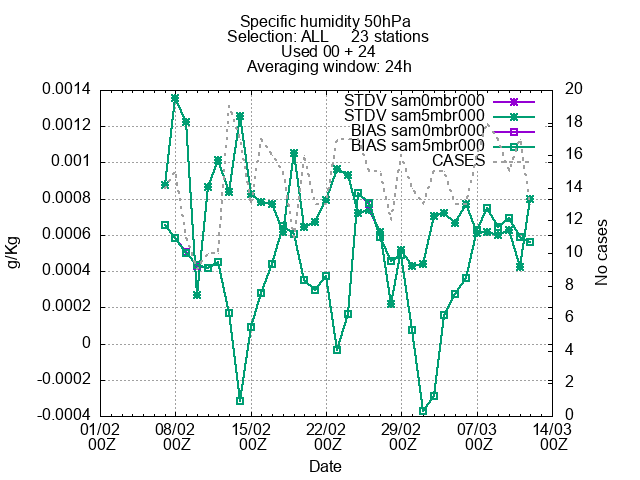 Specific humidity 50hPa
Selection: ALL 23 stations
Used 00 + 24
Averaging window: 24h
STDV sam0mbr000
STDV sam5mbr000
BIAS sam0mbr000
BIAS sam5mbr000
CASES
0.0014
0.0012
0.001
0.0008
0.0006
0.0004
0.0002
0
-0.0002
-0.0004
g/Kg
20
18
16
14
12
10
8
6
4
2
0
No cases
01/02 08/02 15/02 22/02 29/02 07/03 14/03
00Z 00Z 00Z 00Z 00Z 00Z 00Z
Date